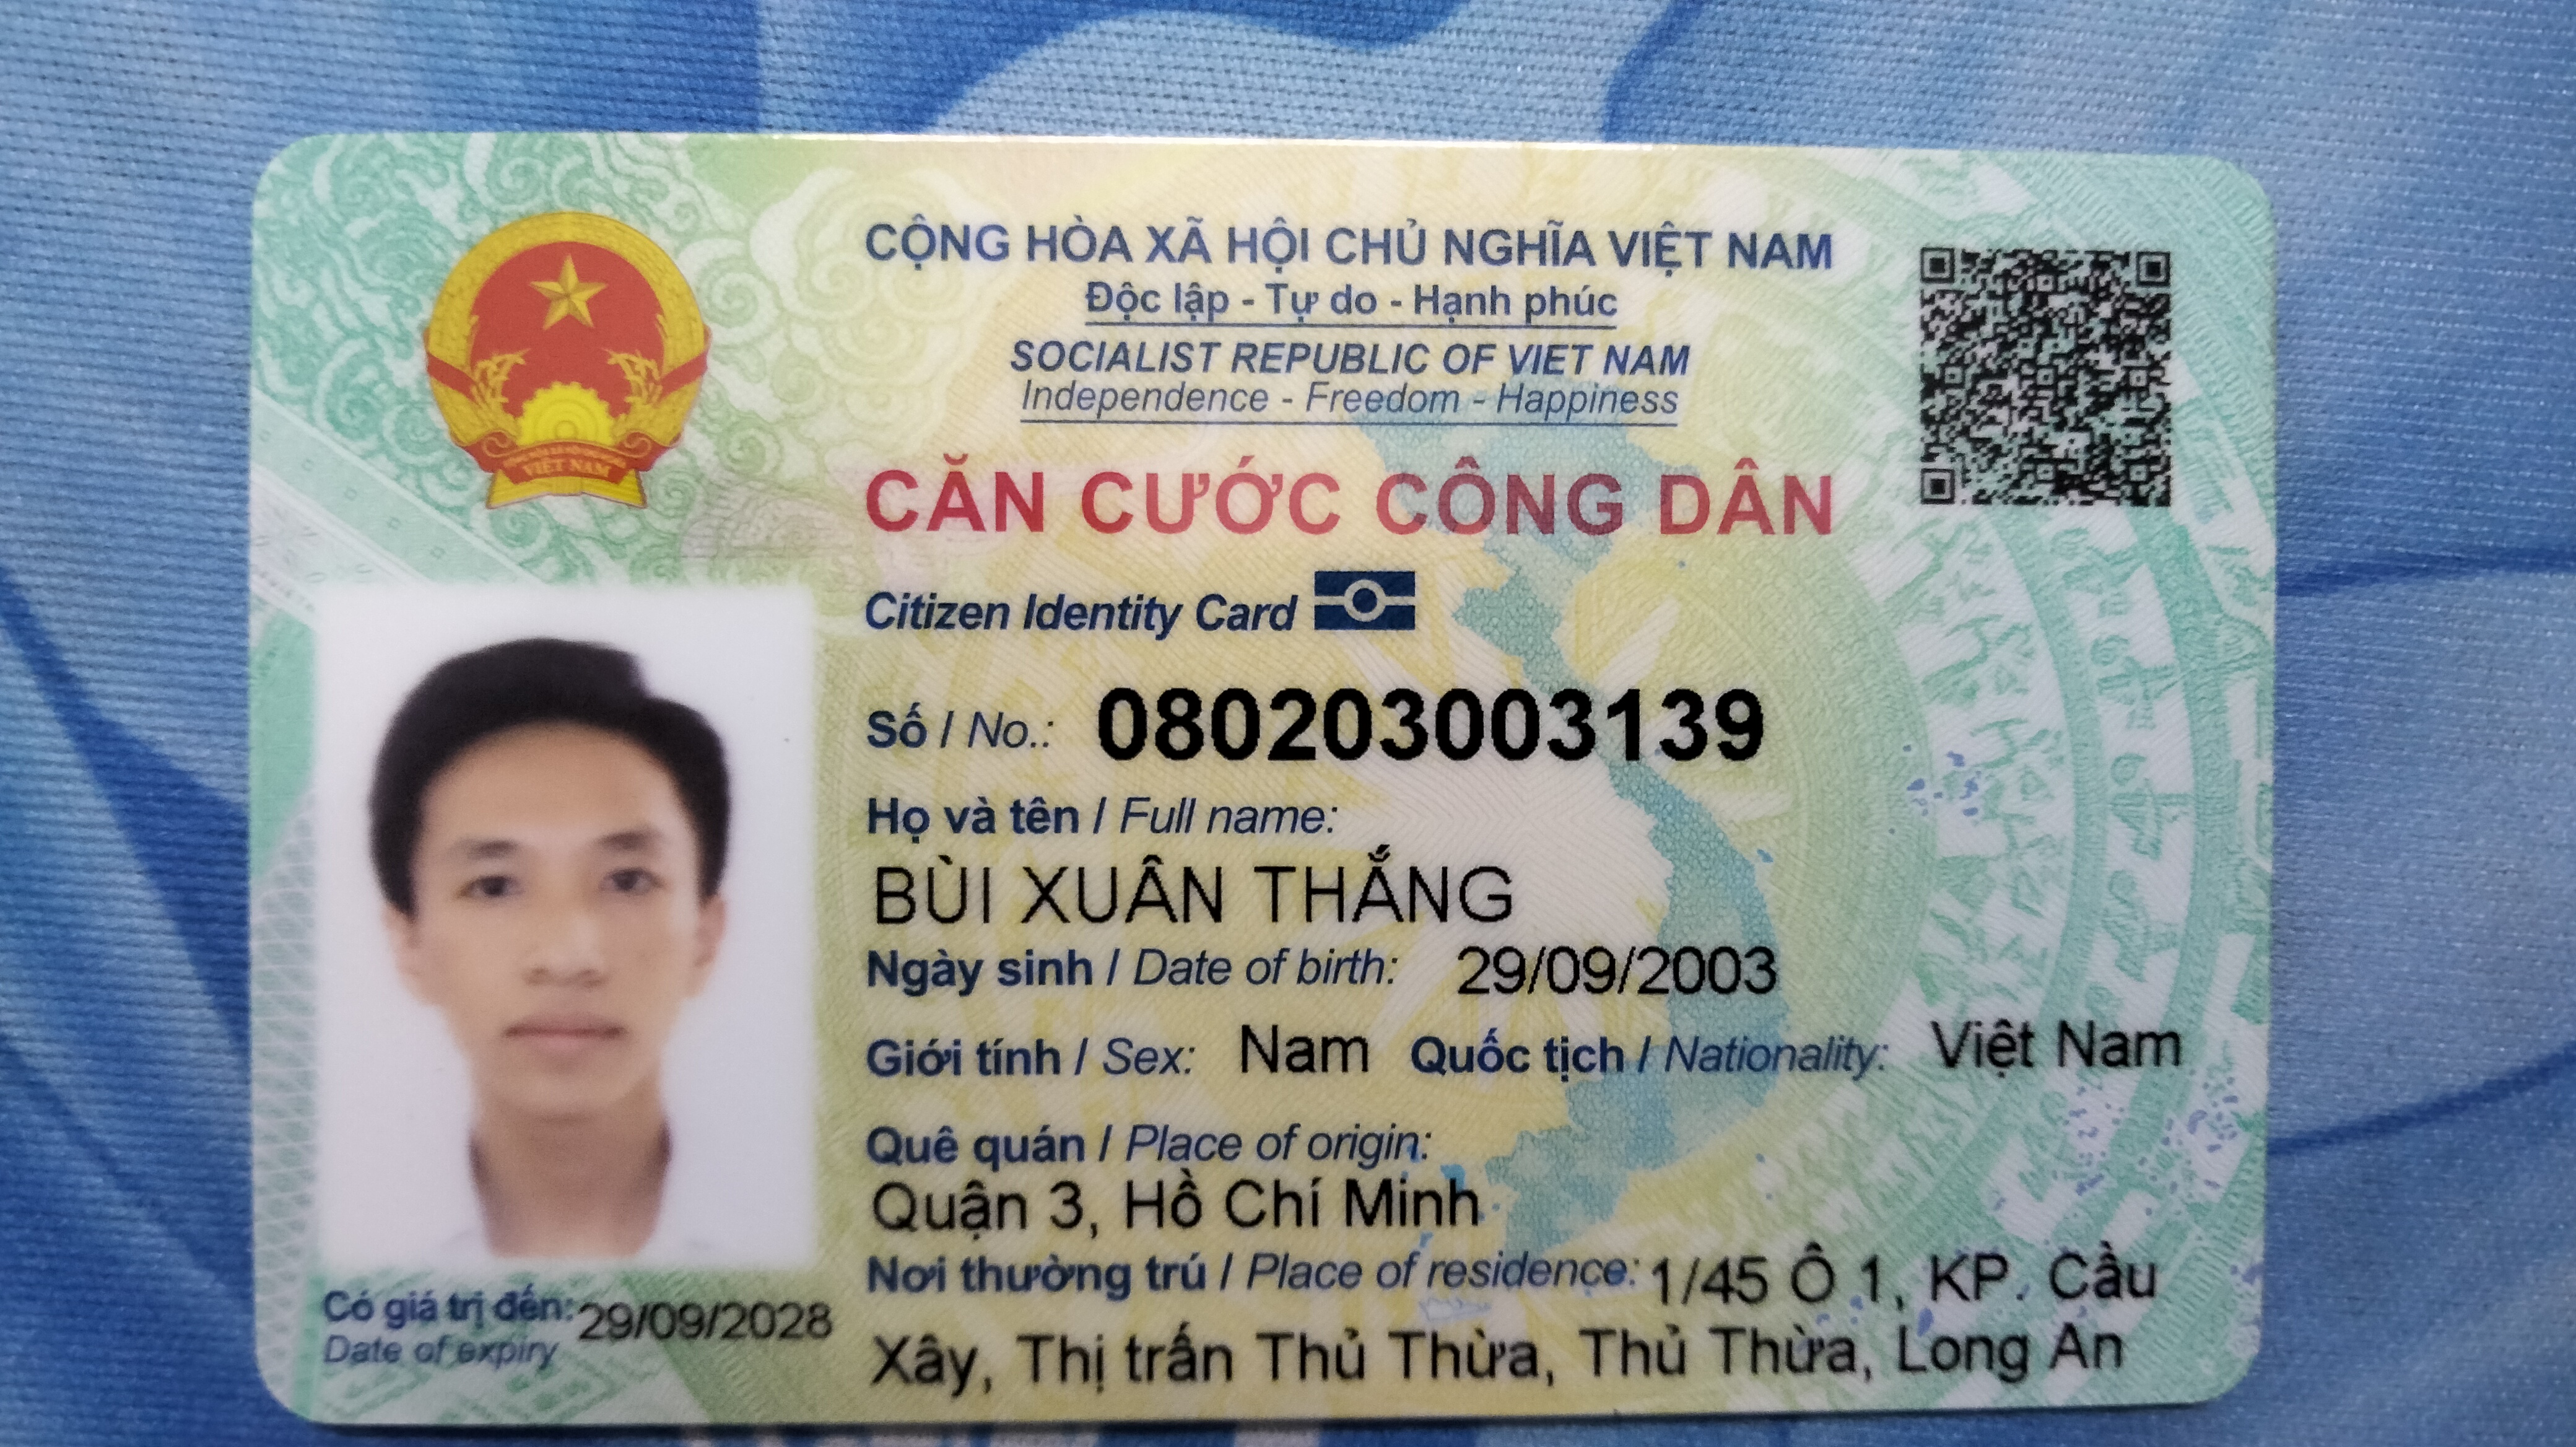 CỘNG HÒA XÃ HỘI CHỦ NGHĨA VIỆT NAM
Độc lập - Tự do - Hạnh phúc
SOCIALIST REPUBLIC OF VIET NAM
Independence - Freedom - Happiness
VIỆT NAM
CĂN CƯỚC CÔNG DÂN
Citizen Identity Card
Số / No.: 080203003139
Họ và tên / Full name:
BÙI XUÂN THẮNG
Ngày sinh / Date of birth: 29/09/2003
Giới tính / Sex: Nam Quốc tịch / Nationality: Việt Nam
Quê quán / Place of origin:
Quận 3, Hồ Chí Minh
Nơi thường trú / Place of residence: 1/45 Ô 1, KP. Cầu
Xây, Thị trấn Thủ Thừa, Thủ Thừa, Long An
Có giá trị đến: 29/09/2028
Date of expiry